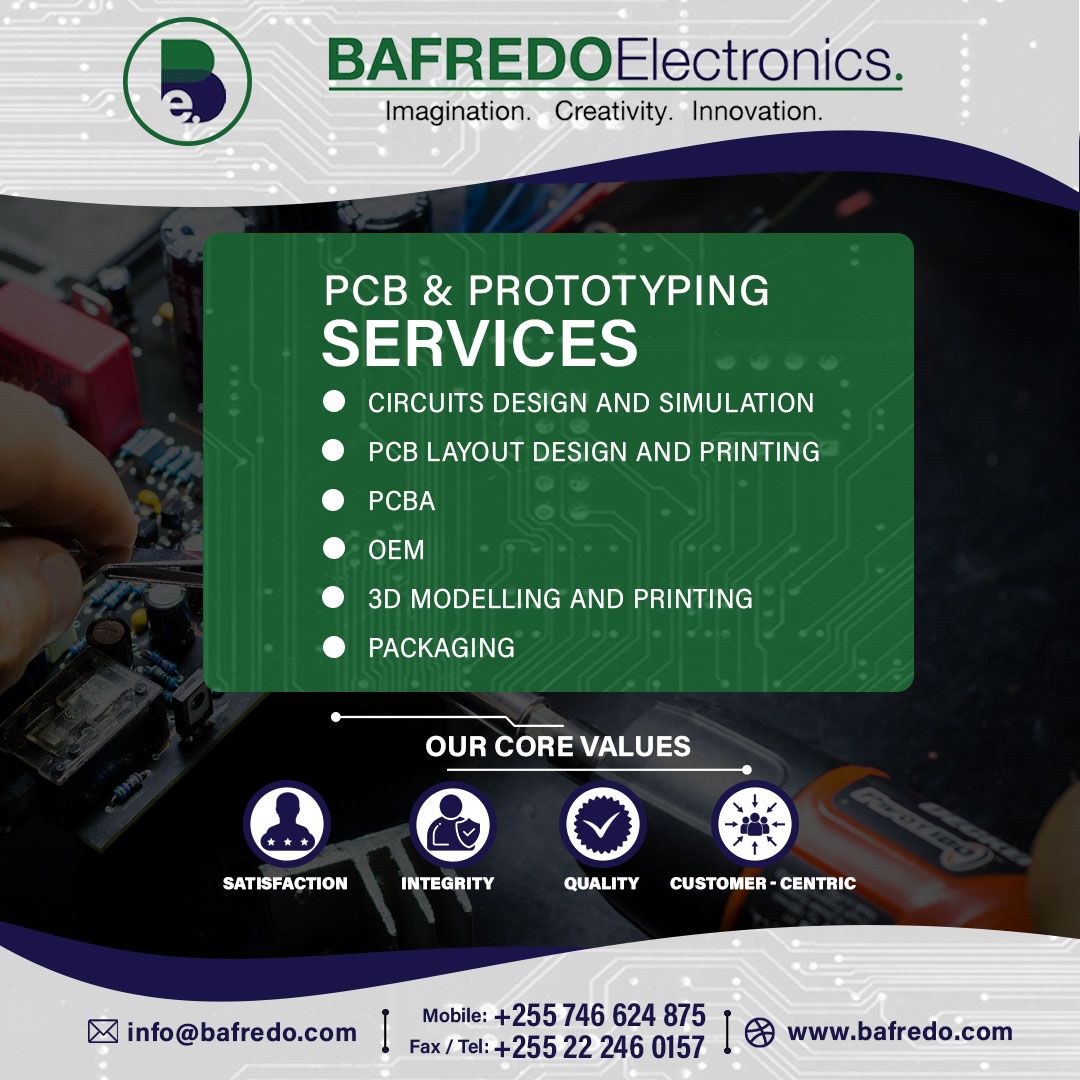 Be.
BAFREDOElectronics.
Imagination. Creativity. Innovation.
PCB & PROTOTYPING
SERVICES
CIRCUITS DESIGN AND SIMULATION
PCB LAYOUT DESIGN AND PRINTING
PCBA
OEM
3D MODELLING AND PRINTING
PACKAGING
OUR CORE VALUES
SATISFACTION
INTEGRITY
QUALITY
CUSTOMER - CENTRIC
info@bafredo.com
Mobile: +255 746 624 875
Fax / Tel: +255 22 246 0157
www.bafredo.com